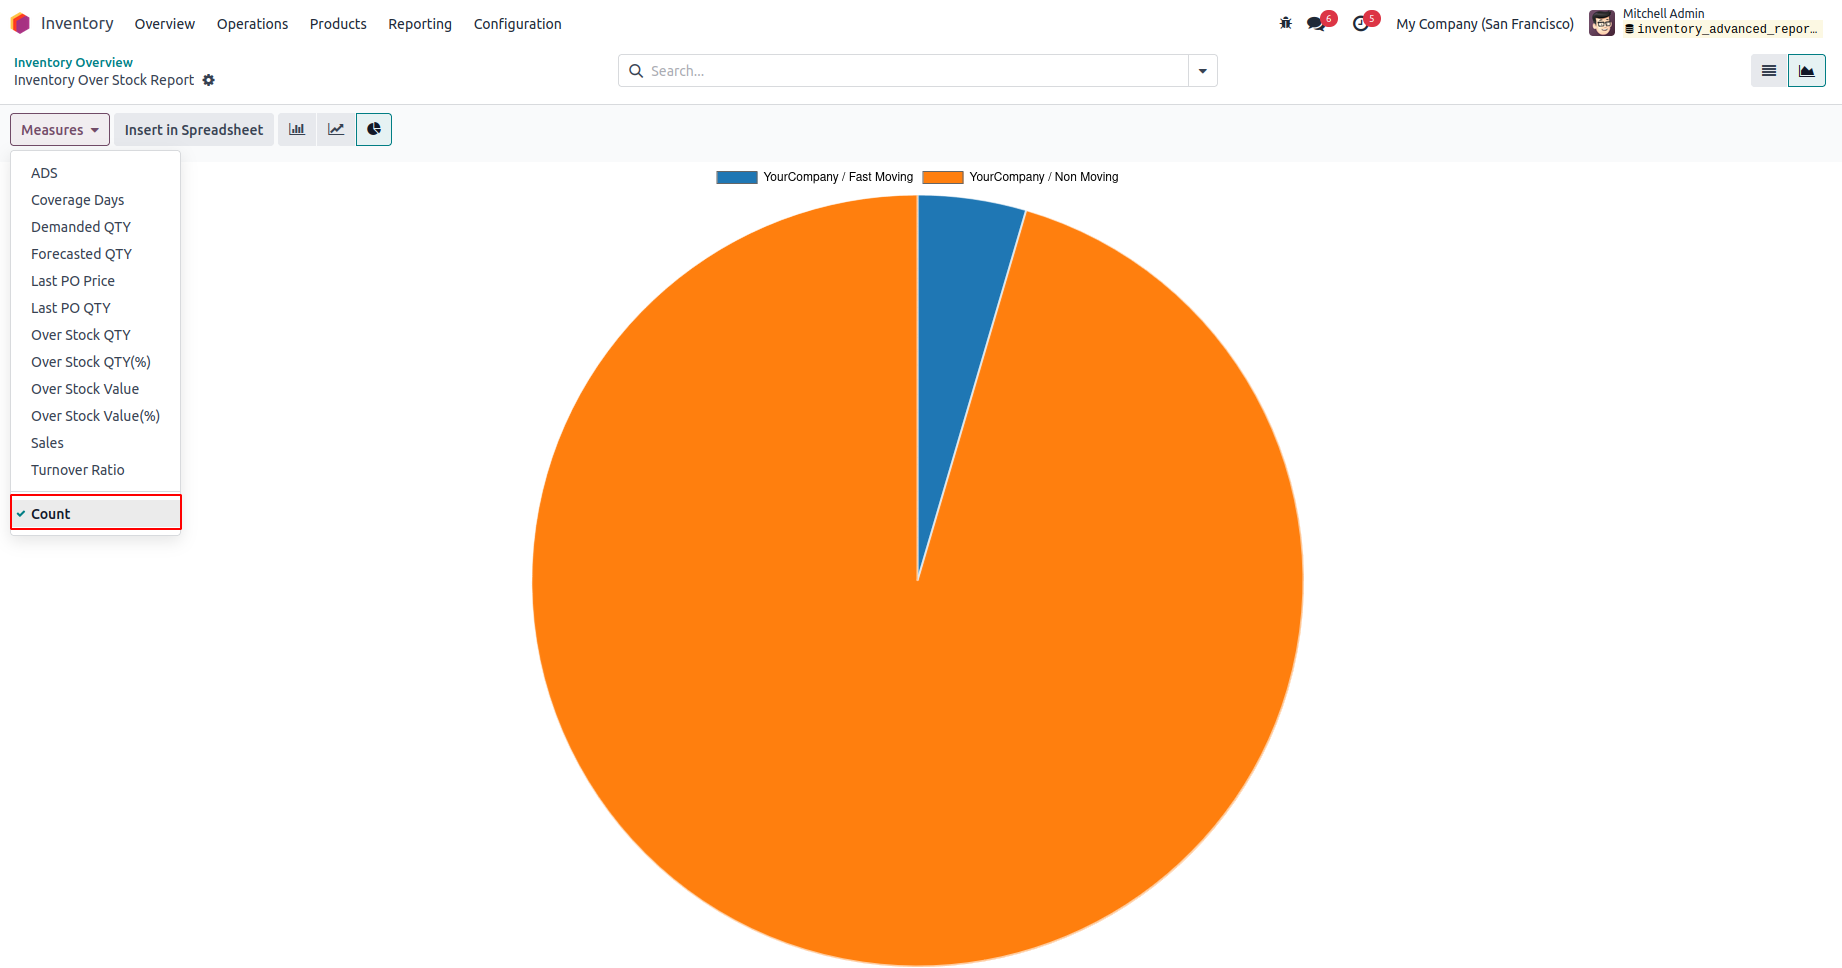 Inventory Overview Operations Products Reporting Configuration
6 5 My Company (San Francisco)
Mitchell Admin
inventory_advanced_repor...
Inventory Overview
Inventory Over Stock Report
Search...
Measures Insert in Spreadsheet
ADS
Coverage Days
Demanded QTY
Forecasted QTY
Last PO Price
Last PO QTY
Over Stock QTY
Over Stock QTY(%)
Over Stock Value
Over Stock Value(%)
Sales
Turnover Ratio
Count
YourCompany / Fast Moving YourCompany / Non Moving